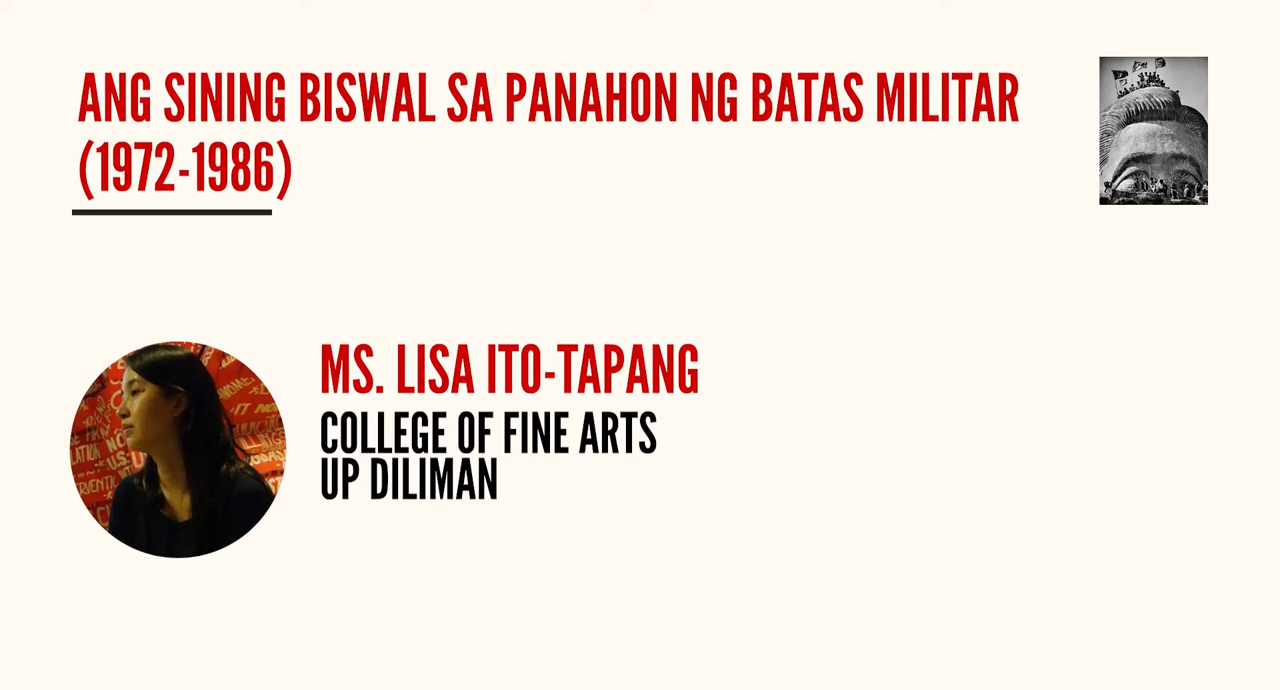 ANG SINING BISWAL SA PANAHON NG BATAS MILITAR
(1972-1986)
MS. LISA ITO-TAPANG
COLLEGE OF FINE ARTS
UP DILIMAN